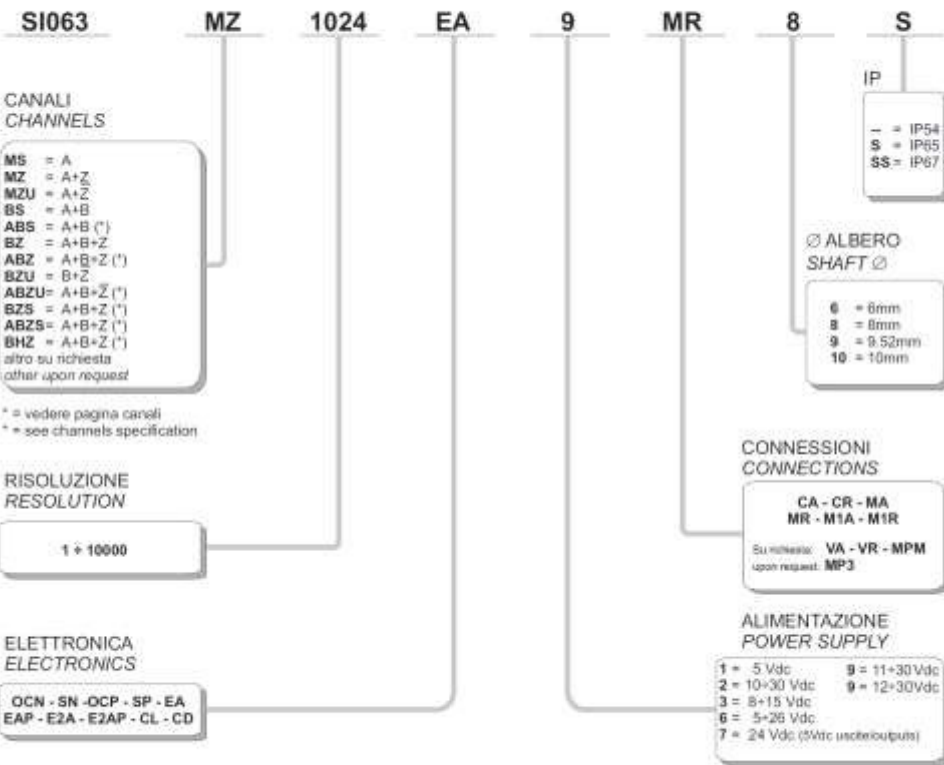 SI063 MZ 1024 EA 9 MR 8 S
CANALI
CHANNELS
MS = A
MZ = A+Z
MZU = A+Z̅
BS = A+B
ABS = A+B (*)
BZ = A+B+Z
ABZ = A+B+Z (*)
BZU = B+Z̅
ABZU= A+B+Z̅ (*)
BZS = A+B+Z (*)
ABZS= A+B+Z (*)
BHZ = A+B+Z (*)
altro su richiesta
other upon request
* = vedere pagina canali
* = see channels specification
RISOLUZIONE
RESOLUTION
1 ÷ 10000
ELETTRONICA
ELECTRONICS
OCN - SN -OCP - SP - EA
EAP - E2A - E2AP - CL - CD
IP
– = IP54
S = IP65
SS = IP67
∅ ALBERO
SHAFT ∅
6 = 6mm
8 = 8mm
9 = 9.52mm
10 = 10mm
CONNESSIONI
CONNECTIONS
CA - CR - MA
MR - M1A - M1R
Su richiesta: VA - VR - MPM
upon request: MP3
ALIMENTAZIONE
POWER SUPPLY
1 = 5 Vdc 9 = 11÷30Vdc
2 = 10÷30 Vdc 9 = 12÷30Vdc
3 = 8÷15 Vdc
6 = 5÷26 Vdc
7 = 24 Vdc (5Vdc uscite/outputs)